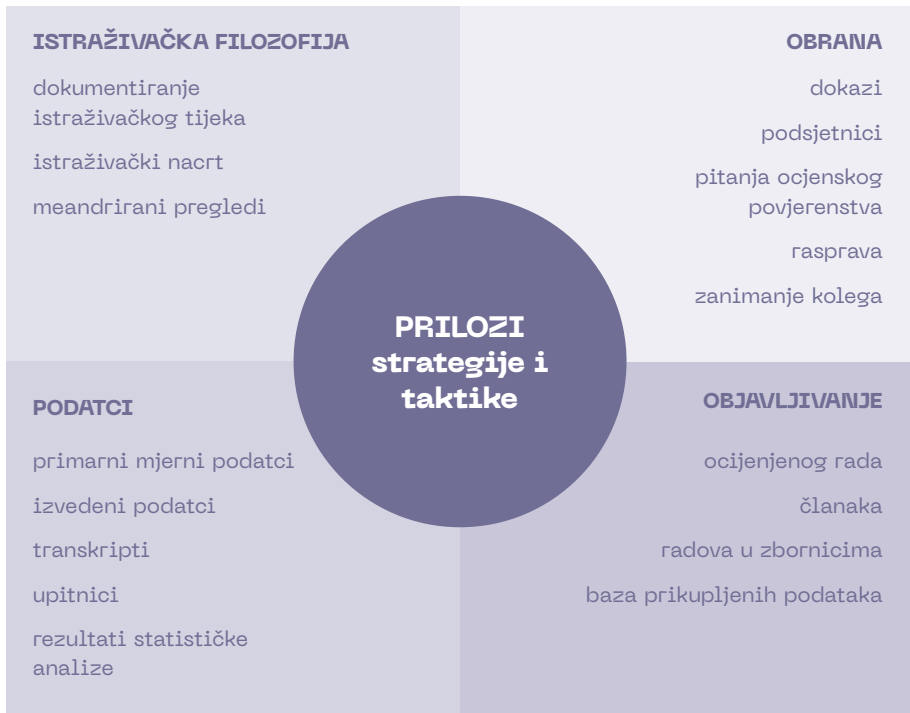 ISTRAŽIVAČKA FILOZOFIJA
dokumentiranje
istraživačkog tijeka
istraživački nacrt
meandrirani pregledi
OBRANA
dokazi
podsjetnici
pitanja ocjenskog
povjerenstva
rasprava
zanimanje kolega
PRILOZI
strategije i
taktike
PODATCI
primarni mjerni podatci
izvedeni podatci
transkripti
upitnici
rezultati statističke
analize
OBJAVLJIVANJE
ocijenjenog rada
članaka
radova u zbornicima
baza prikupljenih podataka